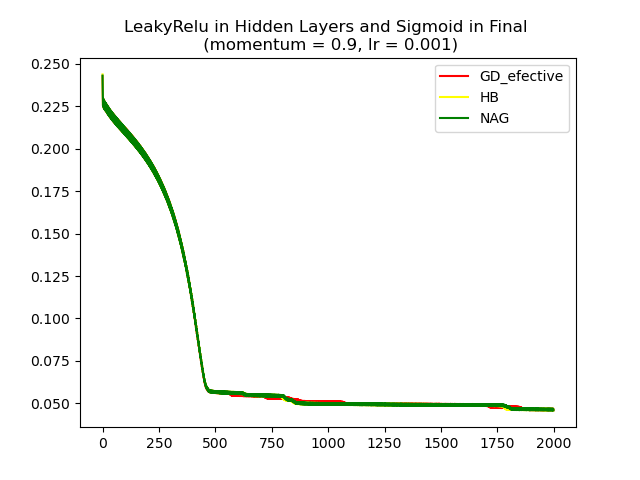 LeakyRelu in Hidden Layers and Sigmoid in Final
(momentum = 0.9, lr = 0.001)
0.250
0.225
0.200
0.175
0.150
0.125
0.100
0.075
0.050
GD_efective
HB
NAG
0 250 500 750 1000 1250 1500 1750 2000